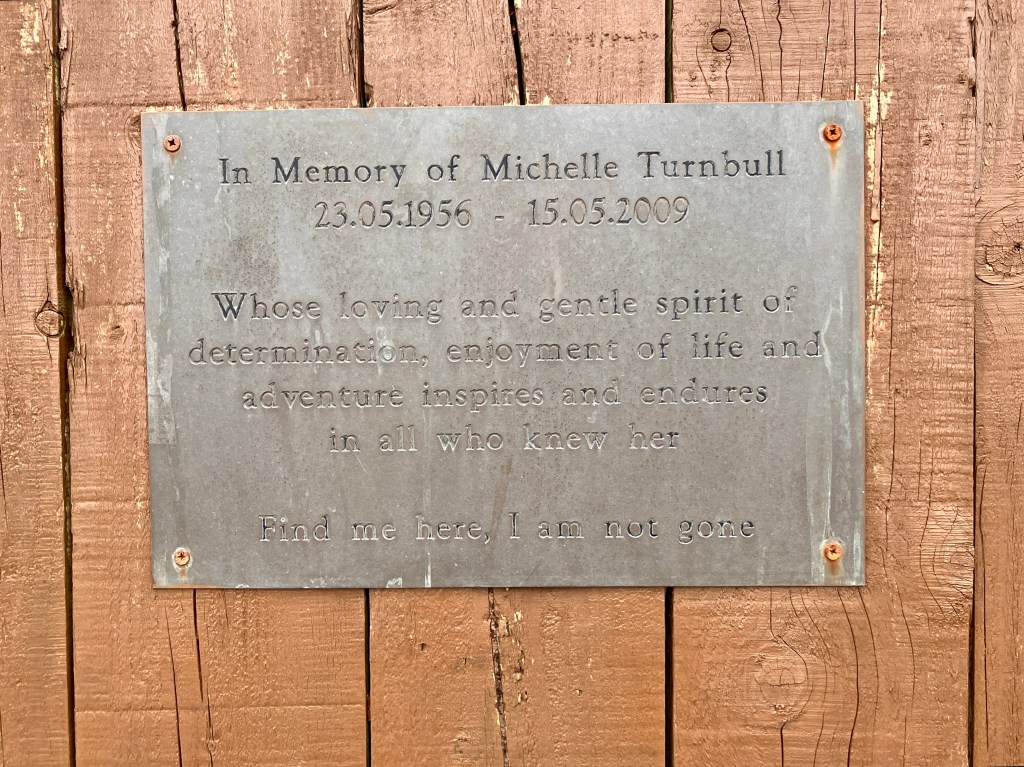 In Memory of Michelle Turnbull
23.05.1956 - 15.05.2009
Whose loving and gentle spirit of
determination, enjoyment of life and
adventure inspires and endures
in all who knew her
Find me here, I am not gone